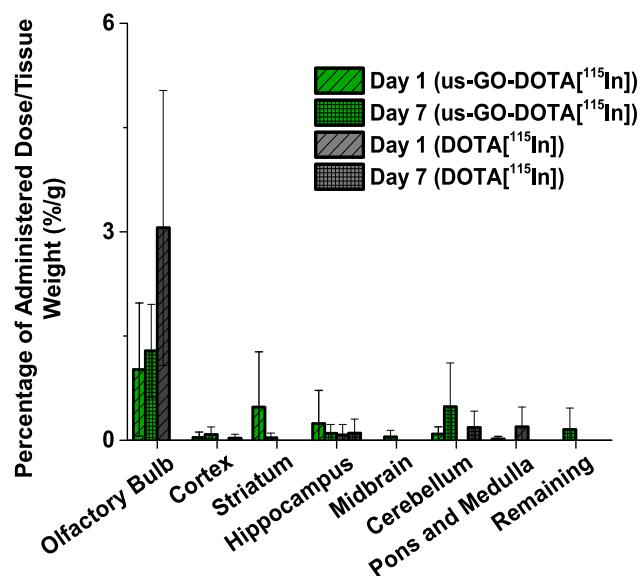 Percentage of Administered Dose/Tissue
Weight (%/g)
6
3
0
Day 1 (us-GO-DOTA[¹¹⁵In])
Day 7 (us-GO-DOTA[¹¹⁵In])
Day 1 (DOTA[¹¹⁵In])
Day 7 (DOTA[¹¹⁵In])
Olfactory Bulb
Cortex
Striatum
Hippocampus
Midbrain
Cerebellum
Pons and Medulla
Remaining